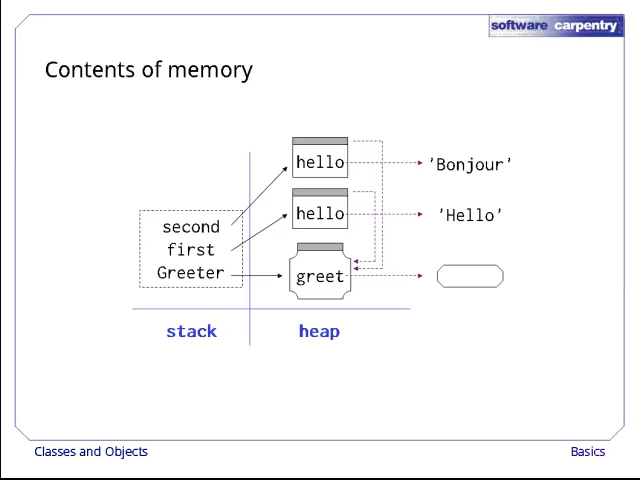 software carpentry
Contents of memory
hello
'Bonjour'
hello
'Hello'
second
first
Greeter
greet
stack
heap
Classes and Objects
Basics